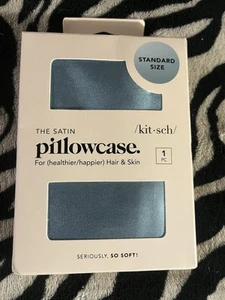 STANDARD
SIZE
THE SATIN
/kit·sch/
pillowcase.
For (healthier/happier) Hair & Skin
1
PC
SERIOUSLY, SO SOFT!